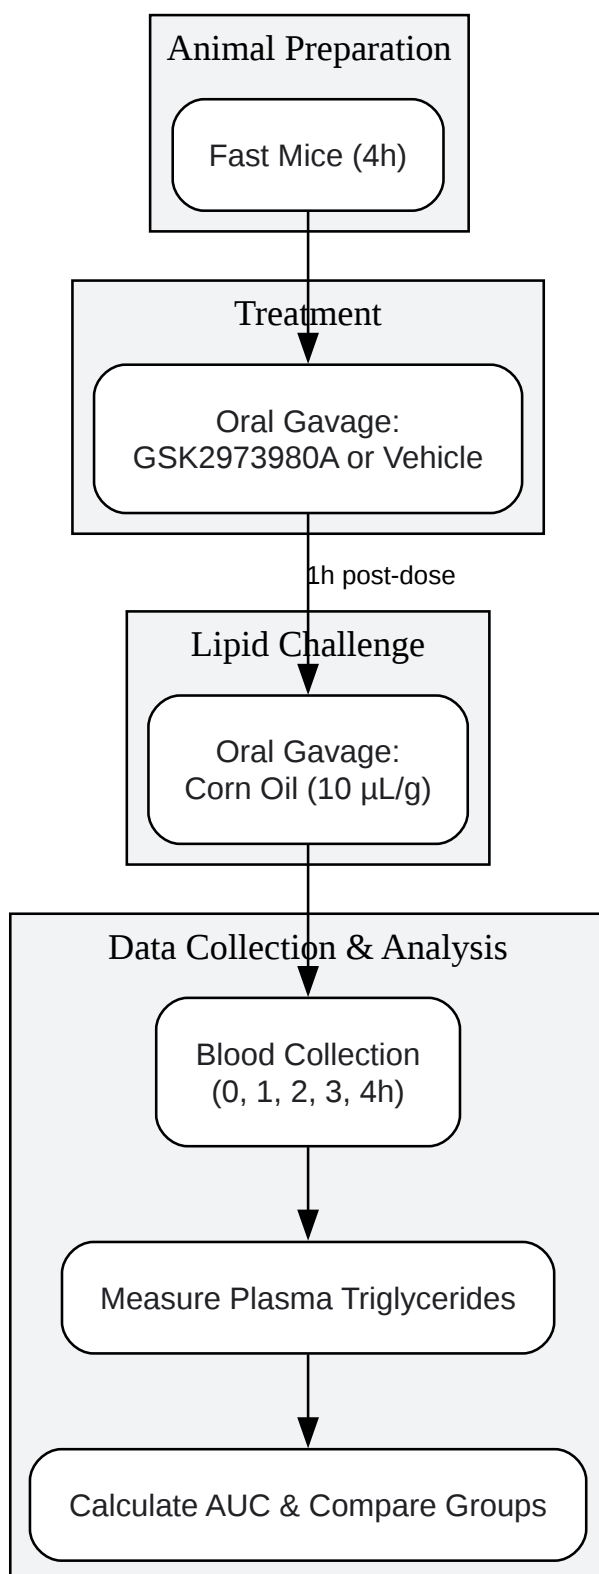 Animal Preparation
Fast Mice (4h)
Treatment
Oral Gavage:
GSK2973980A or Vehicle
1h post-dose
Lipid Challenge
Oral Gavage:
Corn Oil (10 µL/g)
Data Collection & Analysis
Blood Collection
(0, 1, 2, 3, 4h)
Measure Plasma Triglycerides
Calculate AUC & Compare Groups